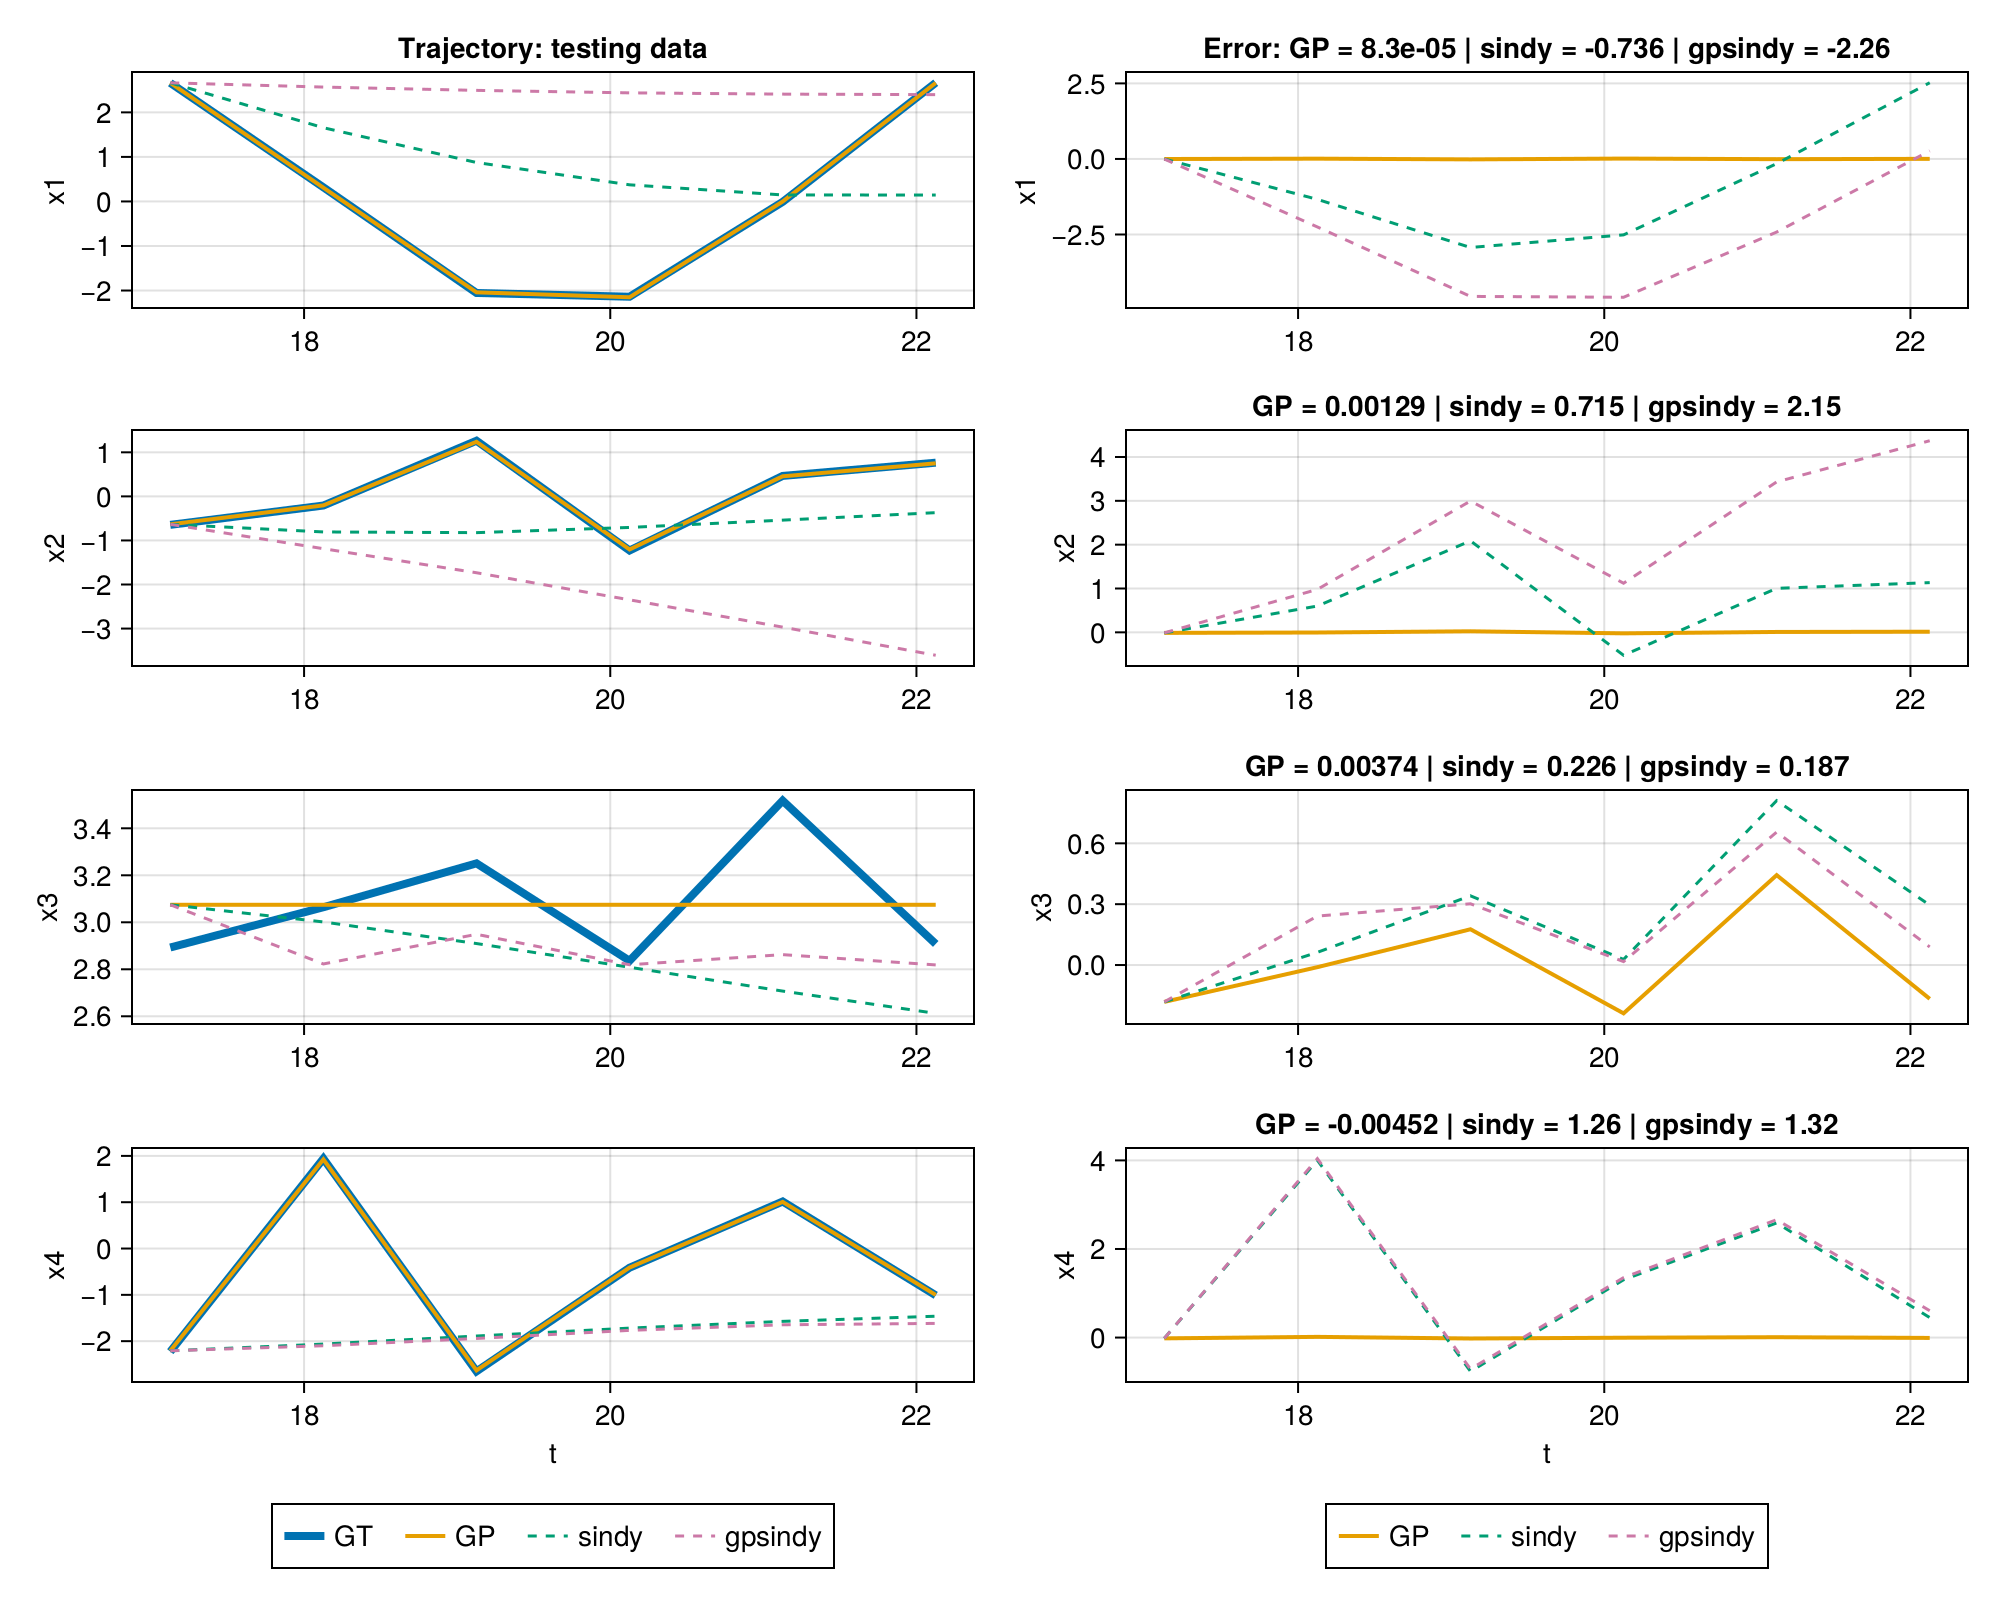 Trajectory: testing data
x1
2
1
0
−1
−2
18 20 22
Error: GP = 8.3e-05 | sindy = -0.736 | gpsindy = -2.26
x1
2.5
0.0
−2.5
18 20 22
x2
1
0
−1
−2
−3
18 20 22
GP = 0.00129 | sindy = 0.715 | gpsindy = 2.15
x2
4
3
2
1
0
18 20 22
x3
3.4
3.2
3.0
2.8
2.6
18 20 22
GP = 0.00374 | sindy = 0.226 | gpsindy = 0.187
x3
0.6
0.3
0.0
18 20 22
x4
2
1
0
−1
−2
18 20 22
t
GP = -0.00452 | sindy = 1.26 | gpsindy = 1.32
x4
4
2
0
18 20 22
t
GT GP sindy gpsindy
GP sindy gpsindy